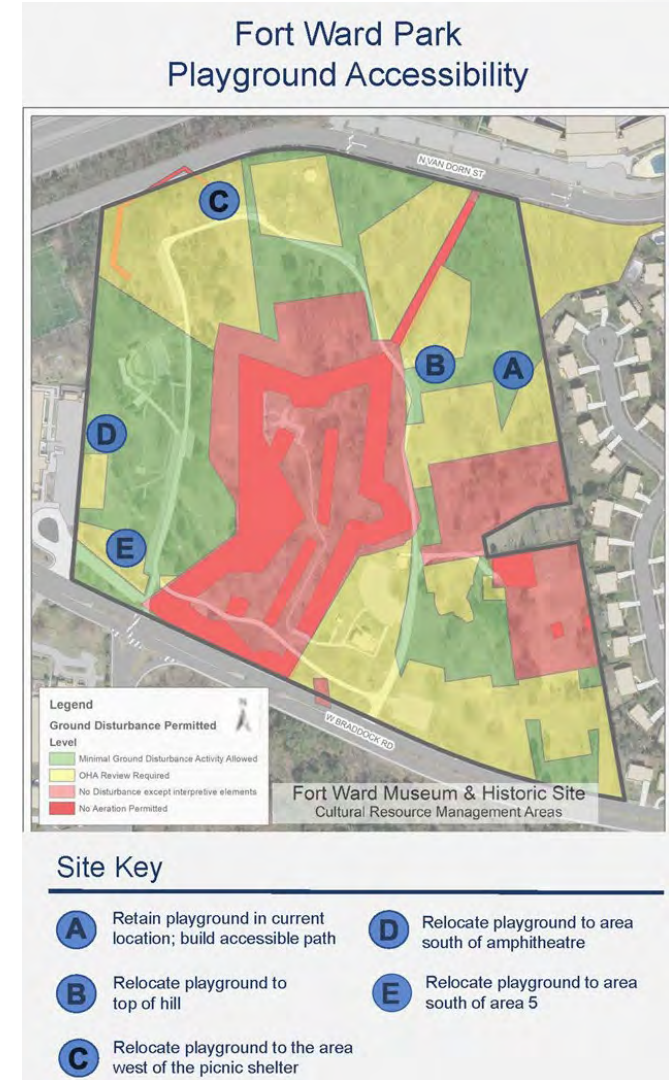 Fort Ward Park
Playground Accessibility
N VAN DORN ST
C
B
A
D
E
W BRADDOCK RD
Legend
N
Ground Disturbance Permitted
Level
Minimal Ground Disturbance Activity Allowed
OHA Review Required
No Disturbance except interpretive elements
No Aeration Permitted
Fort Ward Museum & Historic Site
Cultural Resource Management Areas
Site Key
A Retain playground in current
location; build accessible path
B Relocate playground to
top of hill
C Relocate playground to the area
west of the picnic shelter
D Relocate playground to area
south of amphitheatre
E Relocate playground to area
south of area 5